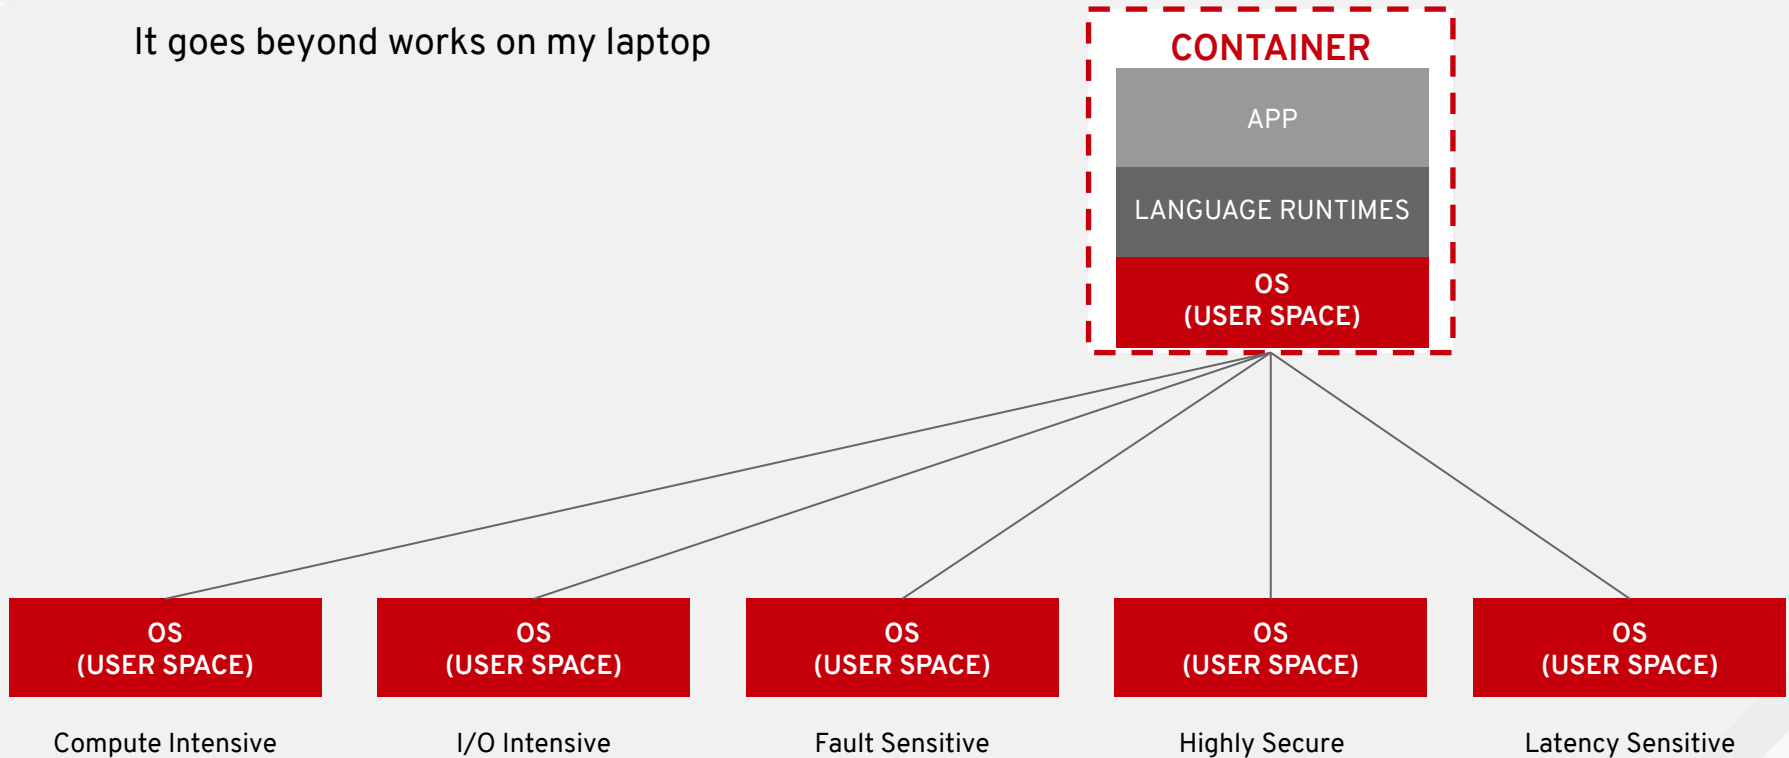 It goes beyond works on my laptop
CONTAINER
APP
LANGUAGE RUNTIMES
OS
(USER SPACE)
OS
(USER SPACE)
OS
(USER SPACE)
OS
(USER SPACE)
OS
(USER SPACE)
OS
(USER SPACE)
Compute Intensive
I/O Intensive
Fault Sensitive
Highly Secure
Latency Sensitive